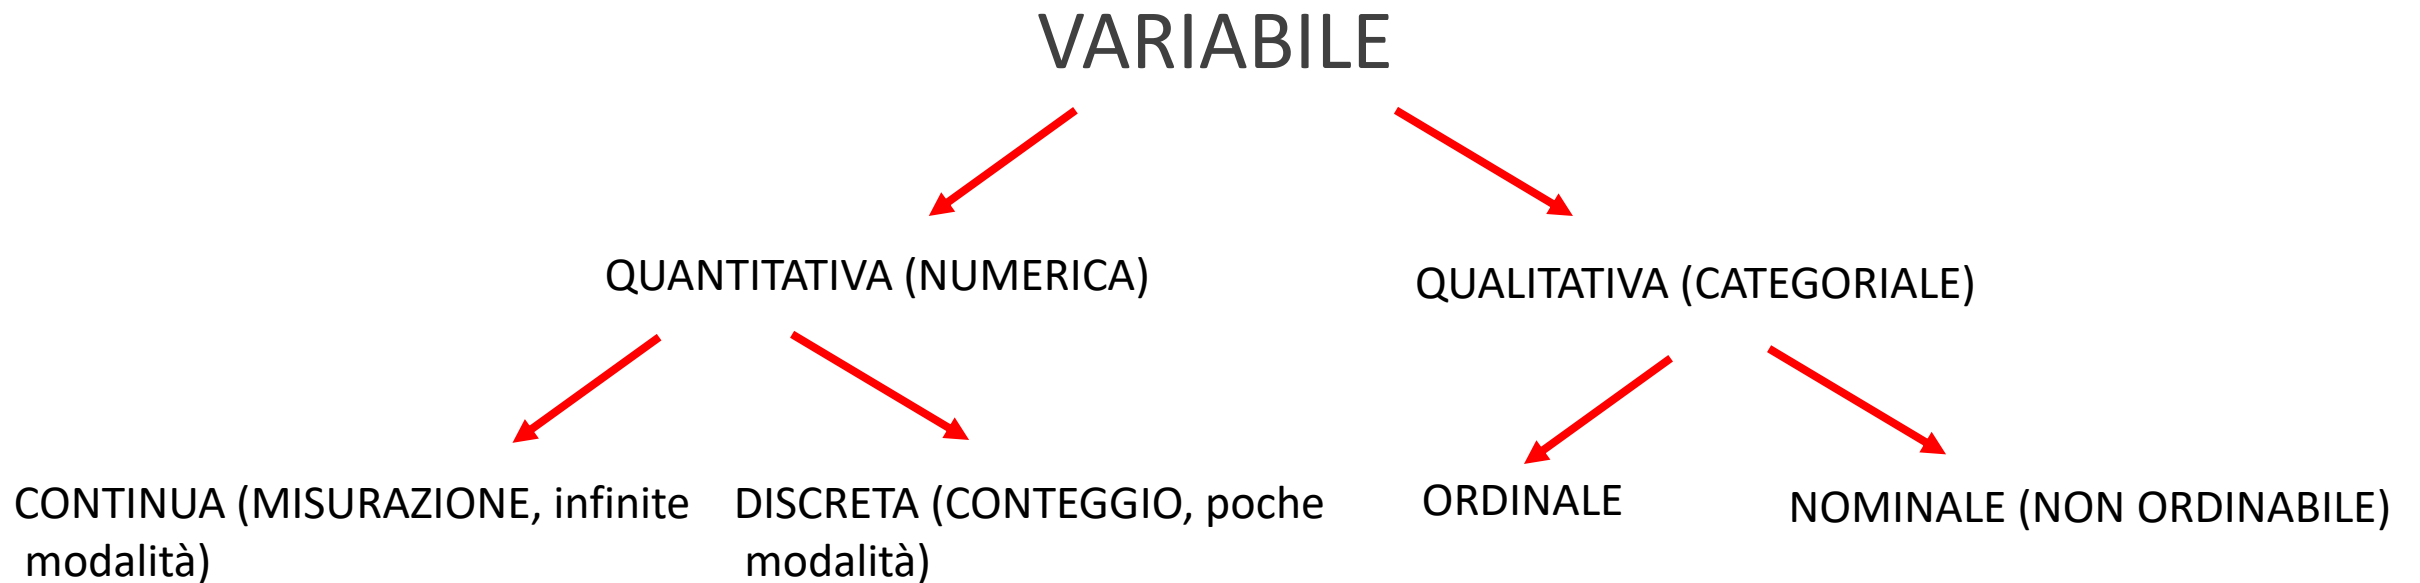 VARIABILE
QUANTITATIVA (NUMERICA)
QUALITATIVA (CATEGORIALE)
CONTINUA (MISURAZIONE, infinite
modalità)
DISCRETA (CONTEGGIO, poche
modalità)
ORDINALE
NOMINALE (NON ORDINABILE)